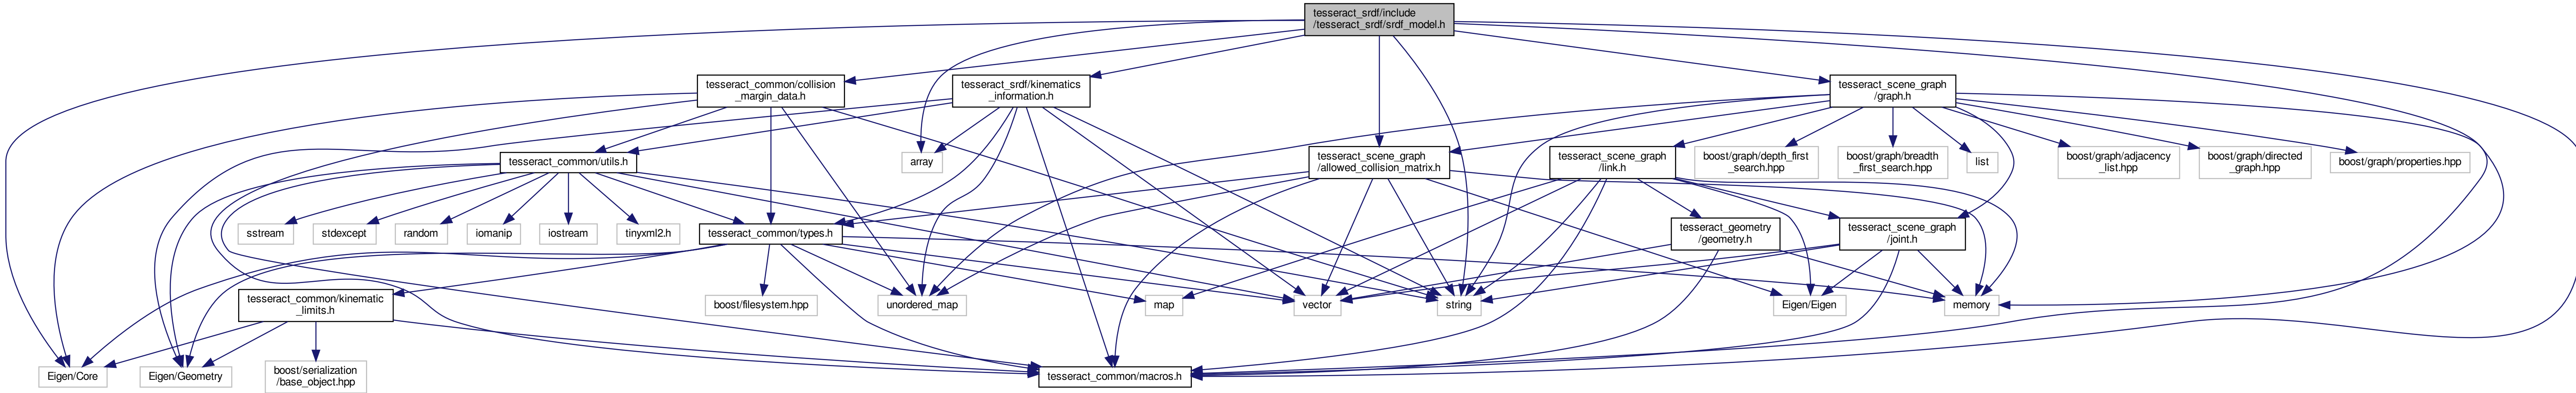 tesseract_srdf/include
/tesseract_srdf/srdf_model.h
tesseract_common/collision
_margin_data.h
tesseract_srdf/kinematics
_information.h
tesseract_scene_graph
/graph.h
tesseract_common/utils.h
array
tesseract_scene_graph
/allowed_collision_matrix.h
tesseract_scene_graph
/link.h
boost/graph/depth_first
_search.hpp
boost/graph/breadth
_first_search.hpp
list
boost/graph/adjacency
_list.hpp
boost/graph/directed
_graph.hpp
boost/graph/properties.hpp
sstream
stdexcept
random
iomanip
iostream
tinyxml2.h
tesseract_common/types.h
tesseract_geometry
/geometry.h
tesseract_scene_graph
/joint.h
tesseract_common/kinematic
_limits.h
boost/filesystem.hpp
unordered_map
map
vector
string
Eigen/Eigen
memory
Eigen/Core
Eigen/Geometry
boost/serialization
/base_object.hpp
tesseract_common/macros.h